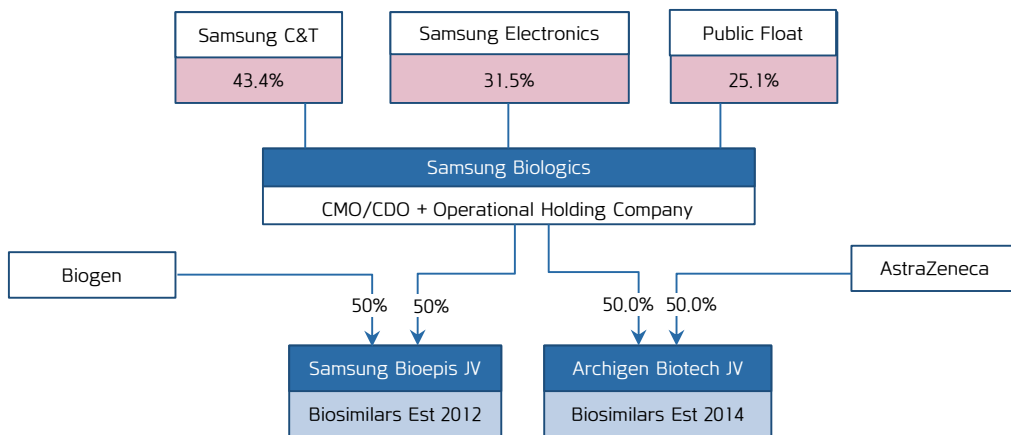 Samsung C&T
43.4%
Samsung Electronics
31.5%
Public Float
25.1%
Samsung Biologics
CMO/CDO + Operational Holding Company
Biogen
AstraZeneca
50%
50%
50.0%
50.0%
Samsung Bioepis JV
Biosimilars Est 2012
Archigen Biotech JV
Biosimilars Est 2014